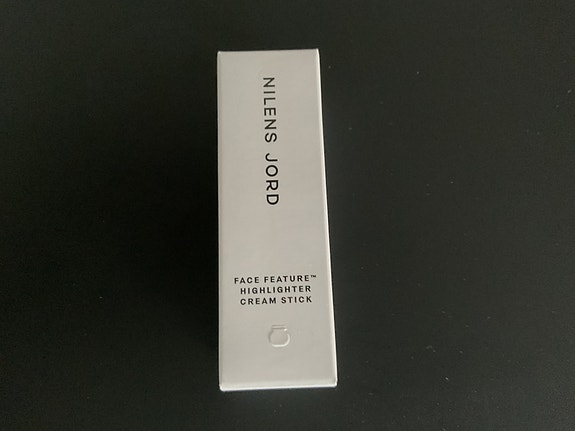 NILENS JORD
FACE FEATURE™
HIGHLIGHTER
CREAM STICK